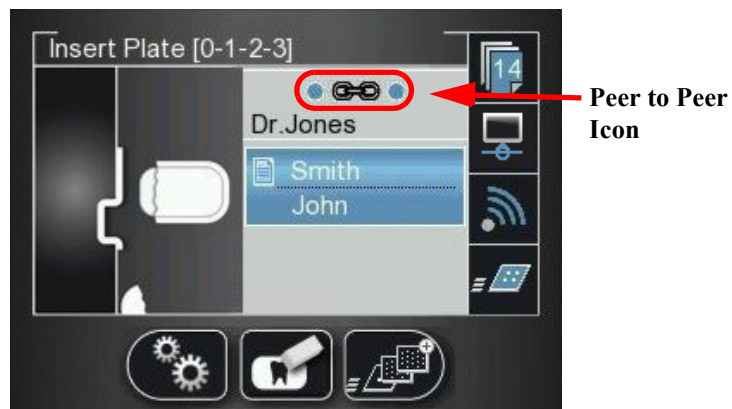 Insert Plate [0-1-2-3]
14
Peer to Peer
Icon
Dr.Jones
Smith
John